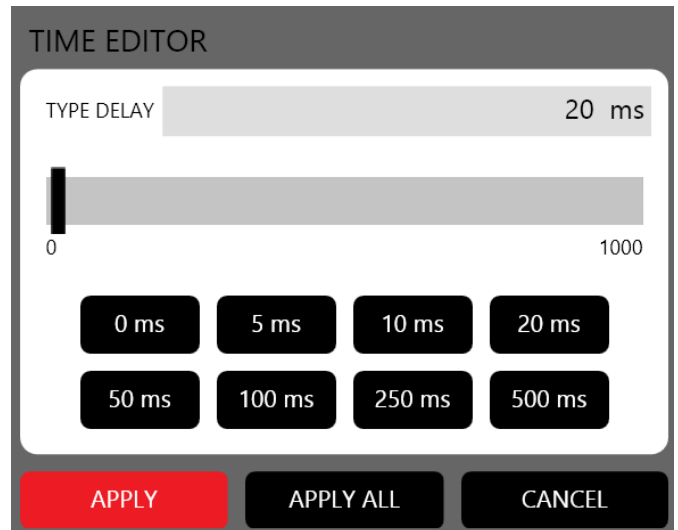 TIME EDITOR
TYPE DELAY 20 ms
0 1000
0 ms 5 ms 10 ms 20 ms
50 ms 100 ms 250 ms 500 ms
APPLY APPLY ALL CANCEL